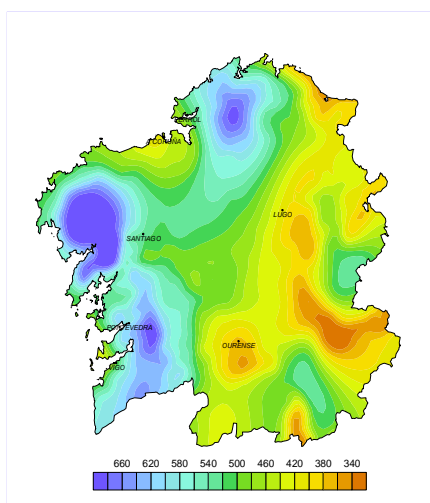 FERROL
CORUÑA
LUGO
SANTIAGO
PONTEVEDRA
OURENSE
VIGO
660 620 580 540 500 460 420 380 340